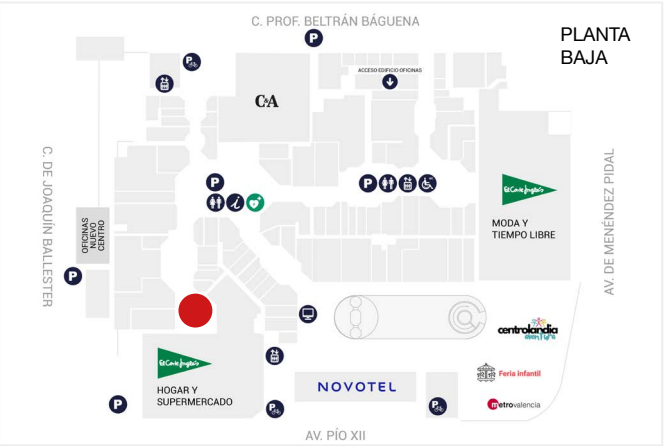 C. PROF. BELTRÁN BÁGUENA
PLANTA
BAJA
P
P
ACCESO EDIFICIO OFICINAS
C&A
C. DE JOAQUÍN BALLESTER
AV. DE MENÉNDEZ PIDAL
P
P
i
El Corte Inglés
MODA Y
TIEMPO LIBRE
OFICINAS
NUEVO
CENTRO
P
centrolandia
aventura
El Corte Inglés
HOGAR Y
SUPERMERCADO
Feria infantil
NOVOTEL
metrovalencia
P
P
P
AV. PÍO XII